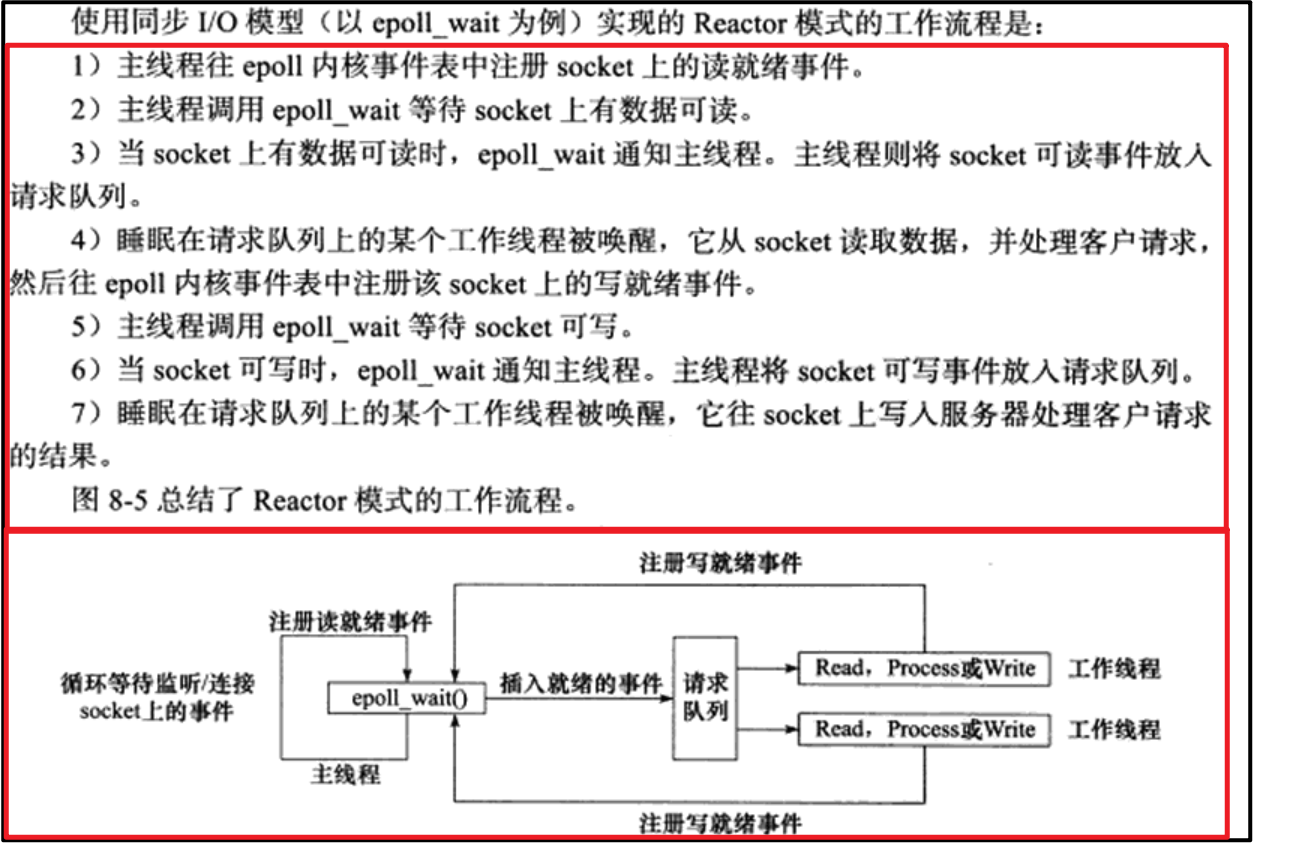 使用同步 I/O 模型（以 epoll_wait 为例）实现的 Reactor 模式的工作流程是：
1）主线程往 epoll 内核事件表中注册 socket 上的读就绪事件。
2）主线程调用 epoll_wait 等待 socket 上有数据可读。
3）当 socket 上有数据可读时，epoll_wait 通知主线程。主线程则将 socket 可读事件放入
请求队列。
4）睡眠在请求队列上的某个工作线程被唤醒，它从 socket 读取数据，并处理客户请求，
然后往 epoll 内核事件表中注册该 socket 上的写就绪事件。
5）主线程调用 epoll_wait 等待 socket 可写。
6）当 socket 可写时，epoll_wait 通知主线程。主线程将 socket 可写事件放入请求队列。
7）睡眠在请求队列上的某个工作线程被唤醒，它往 socket 上写入服务器处理客户请求
的结果。
图 8-5 总结了 Reactor 模式的工作流程。
注册写就绪事件
注册读就绪事件
循环等待监听/连接
socket上的事件
epoll_wait()
插入就绪的事件
请求
队列
Read，Process或Write
工作线程
Read，Process或Write
工作线程
主线程
注册写就绪事件